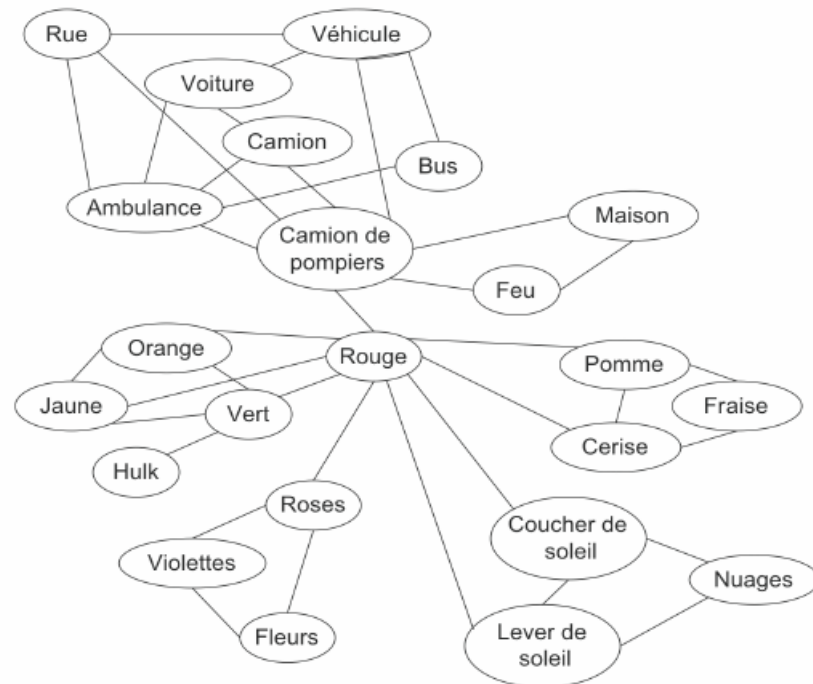 Rue
Véhicule
Voiture
Camion
Bus
Ambulance
Maison
Camion de
pompiers
Feu
Orange
Rouge
Pomme
Jaune
Vert
Fraise
Cerise
Hulk
Roses
Coucher de
soleil
Violettes
Nuages
Fleurs
Lever de
soleil